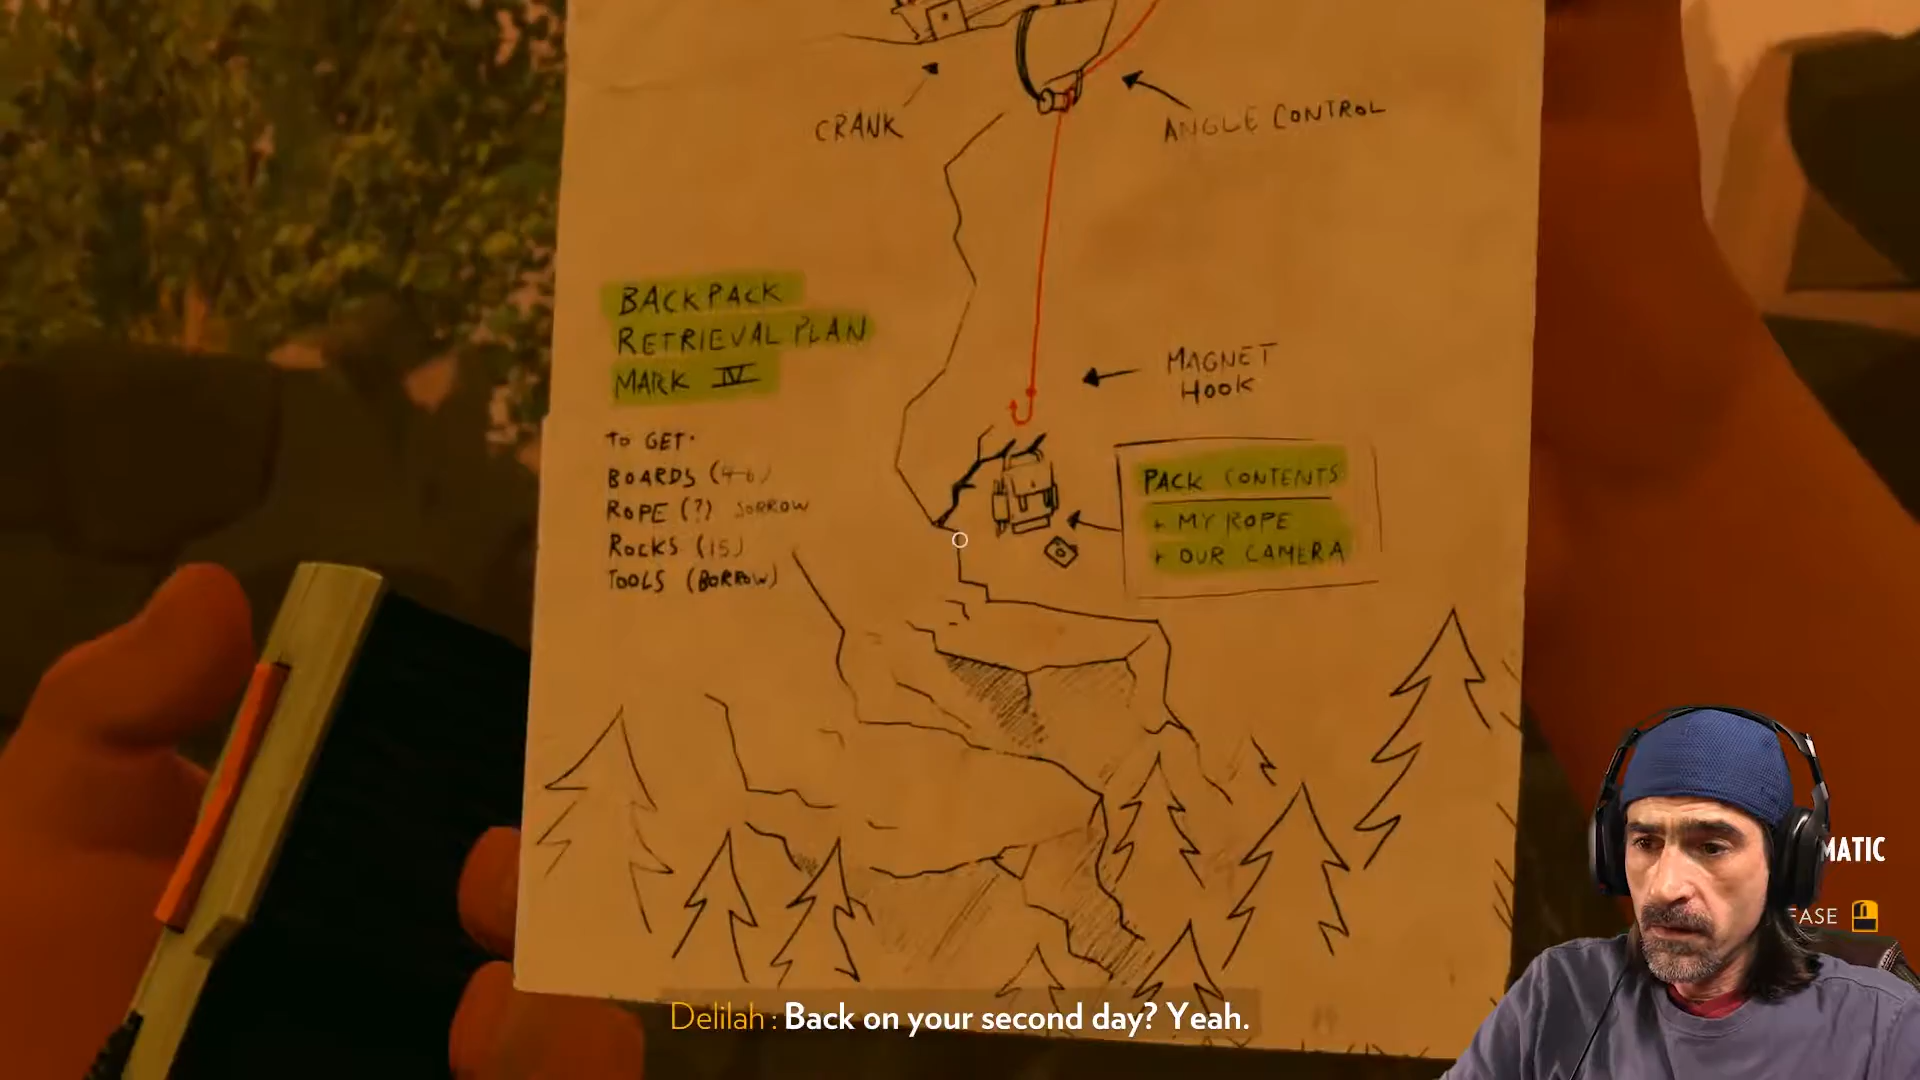 CRANK
ANGLE CONTROL
BACKPACK
RETRIEVAL PLAN
MARK IV
MAGNET
HOOK
TO GET:
BOARDS (4-6)
ROPE (?)
ROCKS (15)
TOOLS (BORROW)
PACK CONTENTS
+ MY ROPE
+ OUR CAMERA
MATIC
EASE
Delilah: Back on your second day? Yeah.